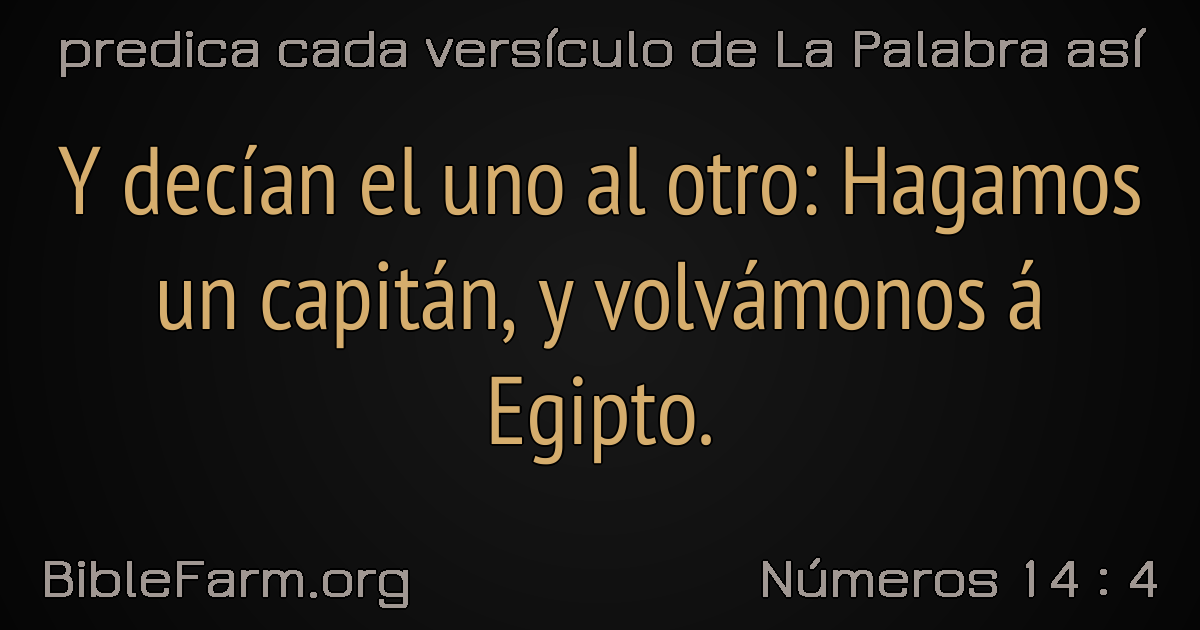 predica cada versículo de La Palabra así
Y decían el uno al otro: Hagamos
un capitán, y volvámonos á
Egipto.
BibleFarm.org
Números 14 : 4